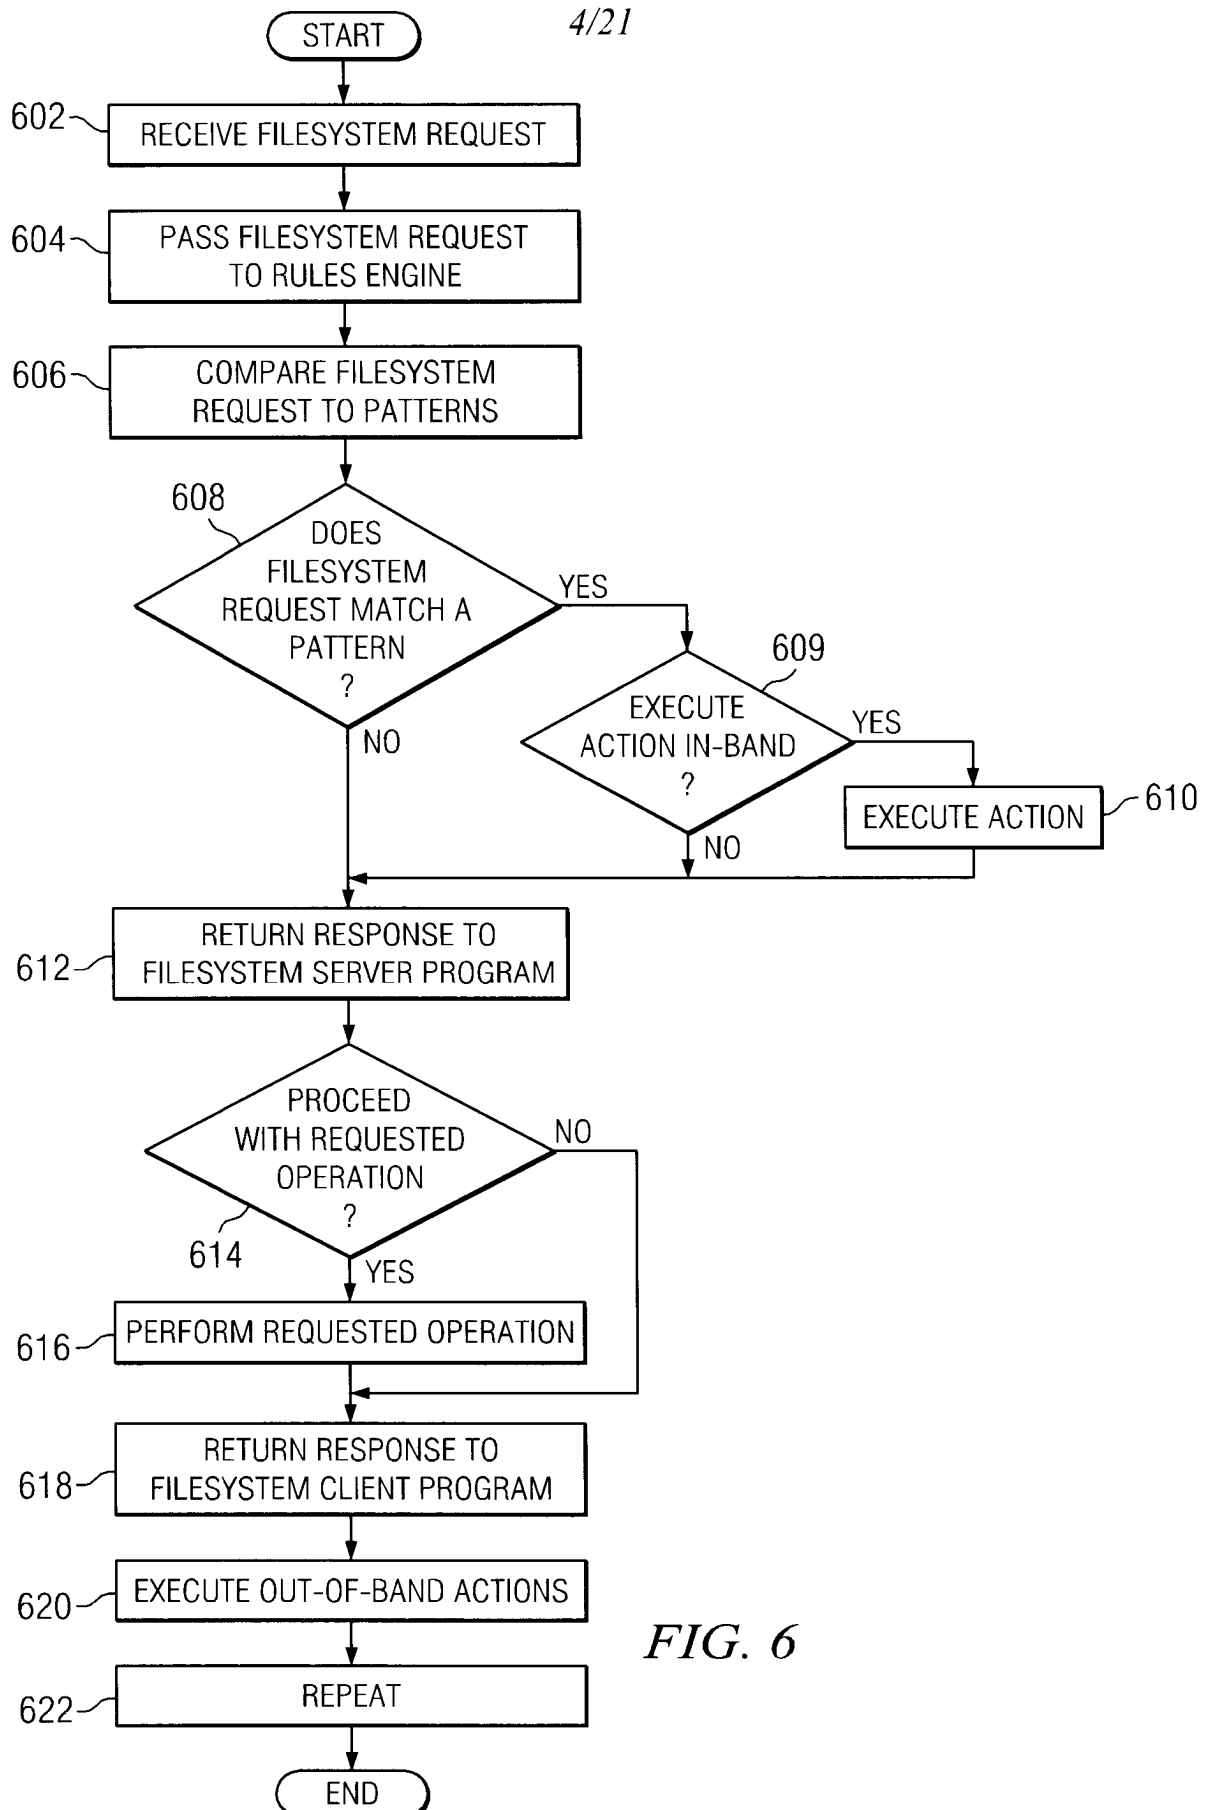 4/21
START
602
RECEIVE FILESYSTEM REQUEST
604
PASS FILESYSTEM REQUEST
TO RULES ENGINE
606
COMPARE FILESYSTEM
REQUEST TO PATTERNS
608
DOES
FILESYSTEM
REQUEST MATCH A
PATTERN
?
YES
NO
609
EXECUTE
ACTION IN-BAND
?
YES
NO
EXECUTE ACTION
610
612
RETURN RESPONSE TO
FILESYSTEM SERVER PROGRAM
PROCEED
WITH REQUESTED
OPERATION
?
614
NO
YES
616
PERFORM REQUESTED OPERATION
618
RETURN RESPONSE TO
FILESYSTEM CLIENT PROGRAM
620
EXECUTE OUT-OF-BAND ACTIONS
622
REPEAT
END
FIG. 6